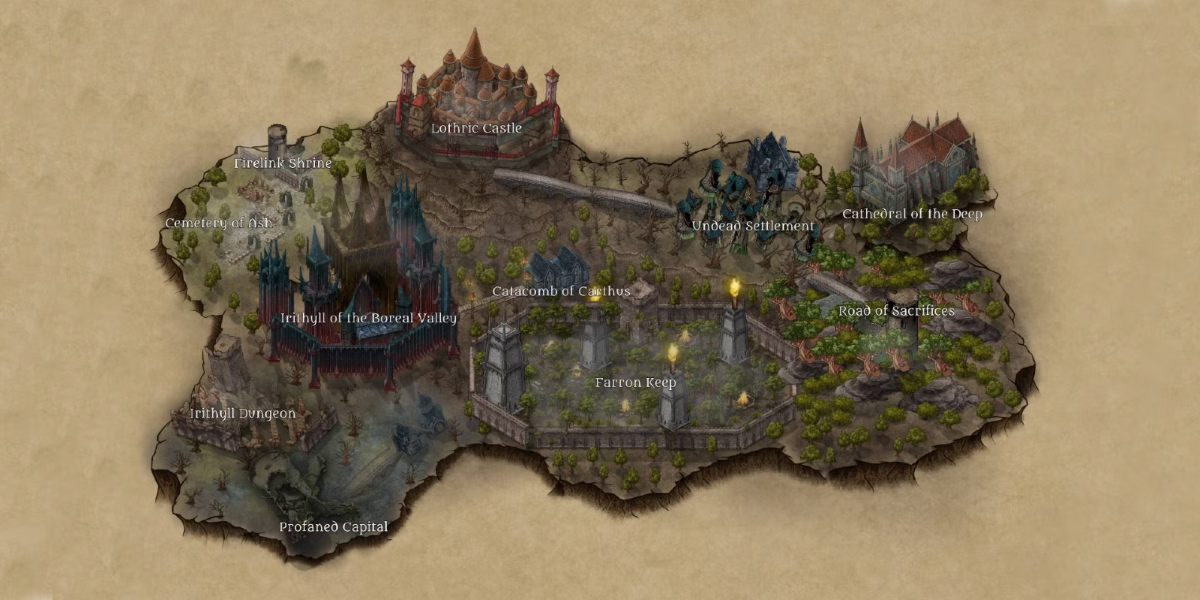 Lothric Castle
Firelink Shrine
Cemetery of Ash
Undead Settlement
Cathedral of the Deep
Catacomb of Carthus
Irithyll of the Boreal Valley
Road of Sacrifices
Farron Keep
Irithyll Dungeon
Profaned Capital